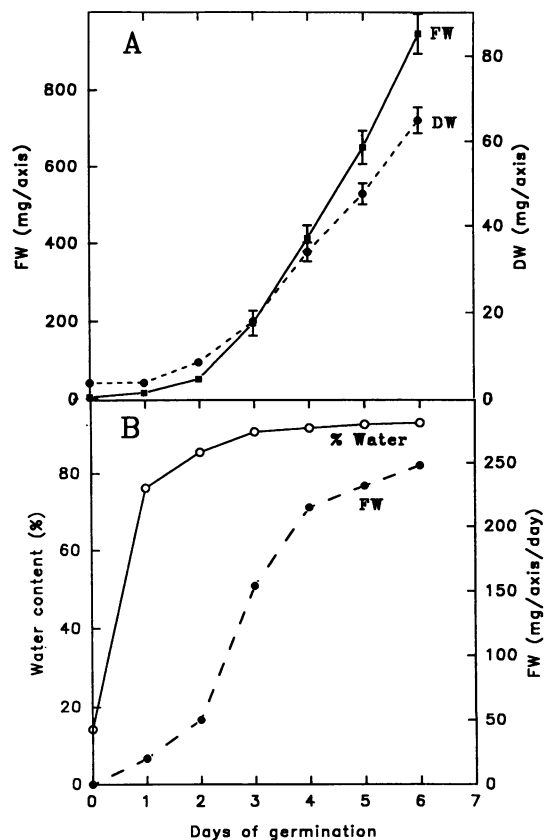 A
FW
DW
800
600
400
200
0
80
60
40
20
0
FW (mg/axis)
DW (mg/axis)
B
% Water
FW
80
60
40
20
0
250
200
150
100
50
0
Water content (%)
FW (mg/axis/day)
0 1 2 3 4 5 6 7
Days of germination